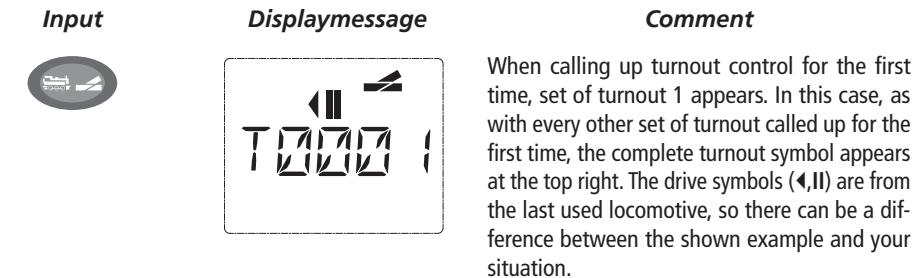 Input
Displaymessage
Comment
T0001
When calling up turnout control for the first
time, set of turnout 1 appears. In this case, as
with every other set of turnout called up for the
first time, the complete turnout symbol appears
at the top right. The drive symbols (◀,II) are from
the last used locomotive, so there can be a dif-
ference between the shown example and your
situation.